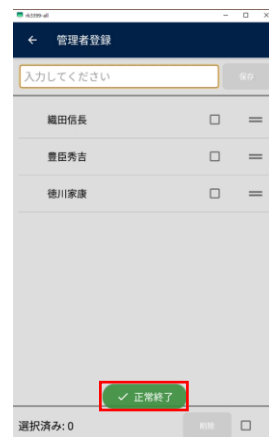 rk3399-all
← 管理者登録
入力してください 保存
織田信長
豊臣秀吉
徳川家康
✓ 正常終了
選択済み: 0 削除